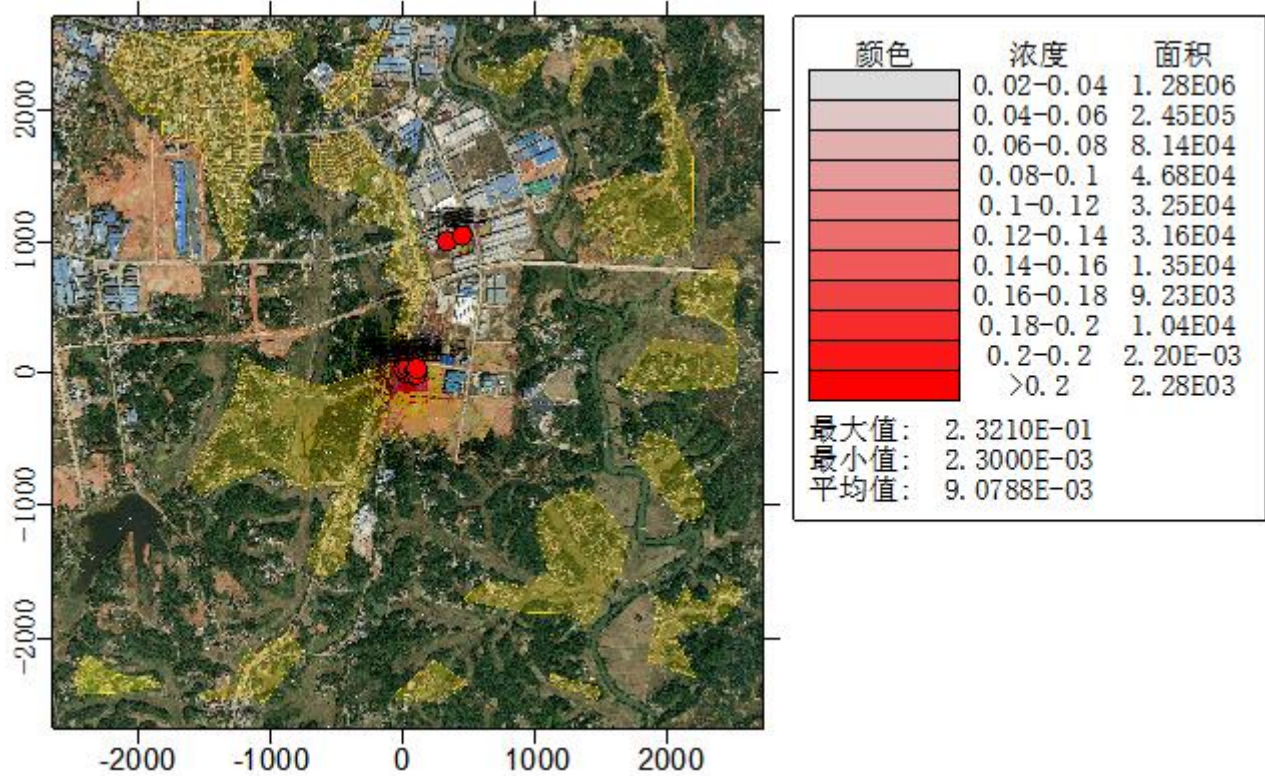 颜色 浓度 面积
0.02-0.04 1.28E06
0.04-0.06 2.45E05
0.06-0.08 8.14E04
0.08-0.1 4.68E04
0.1-0.12 3.25E04
0.12-0.14 3.16E04
0.14-0.16 1.35E04
0.16-0.18 9.23E03
0.18-0.2 1.04E04
0.2-0.2 2.20E-03
>0.2 2.28E03
最大值: 2.3210E-01
最小值: 2.3000E-03
平均值: 9.0788E-03
2000
1000
0
-1000
-2000
-2000 -1000 0 1000 2000